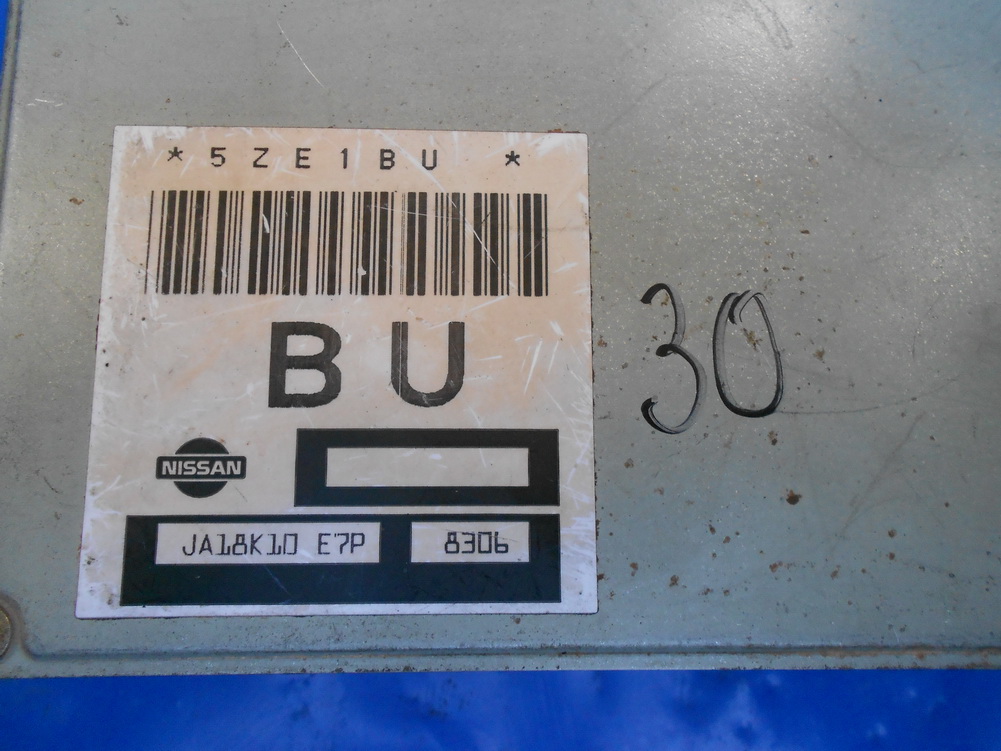 *5ZE1BU *
BU
30
NISSAN
JA18K10 E7P 8306